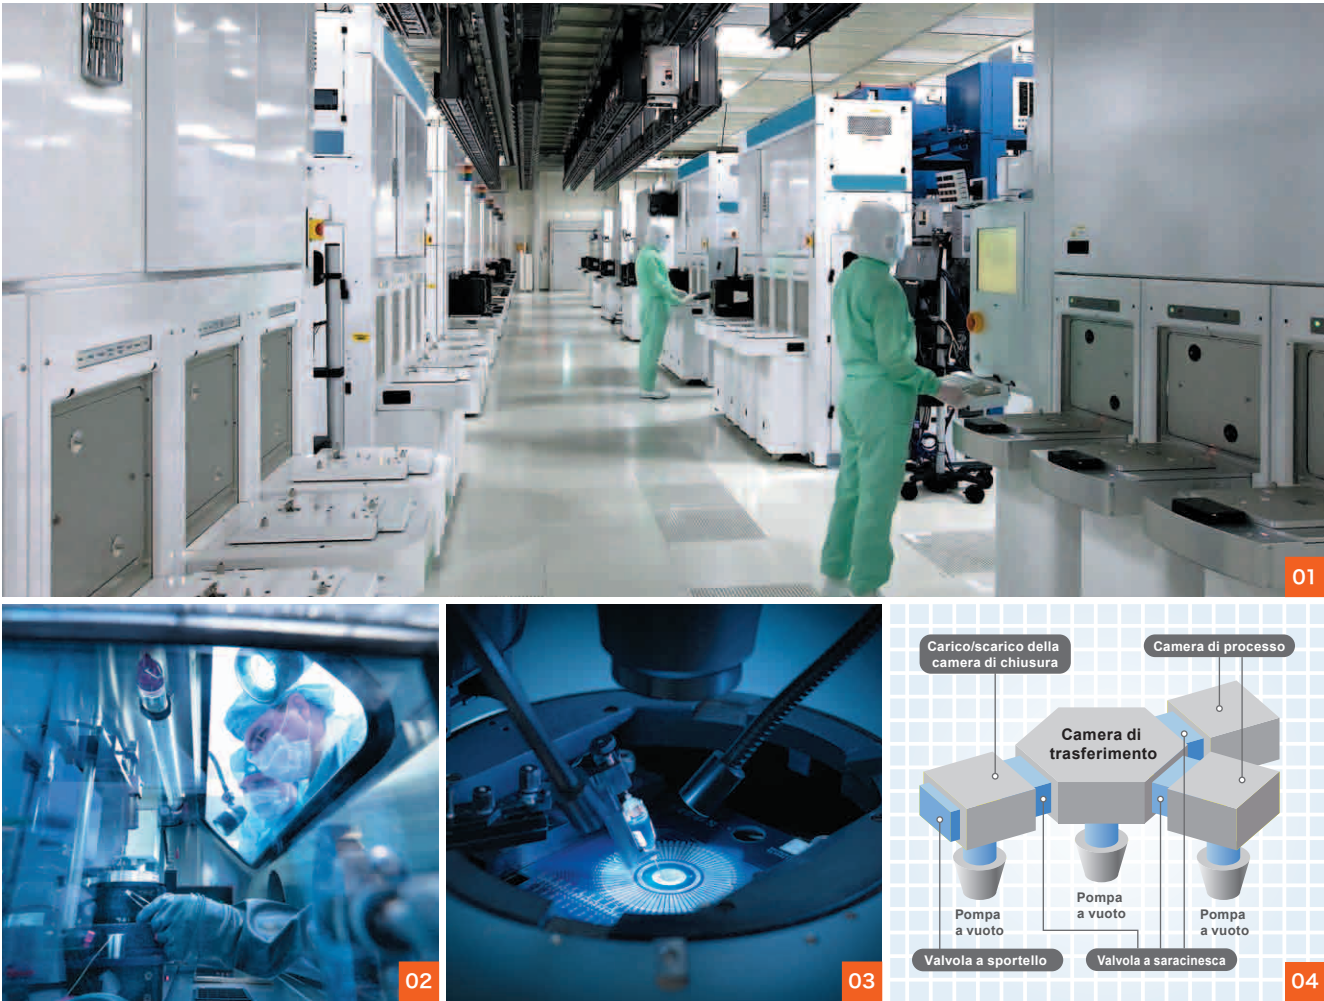 01
02
03
Carico/scarico della
camera di chiusura
Camera di processo
Camera di
trasferimento
Pompa
a vuoto
Pompa
a vuoto
Pompa
a vuoto
Valvola a sportello
Valvola a saracinesca
04